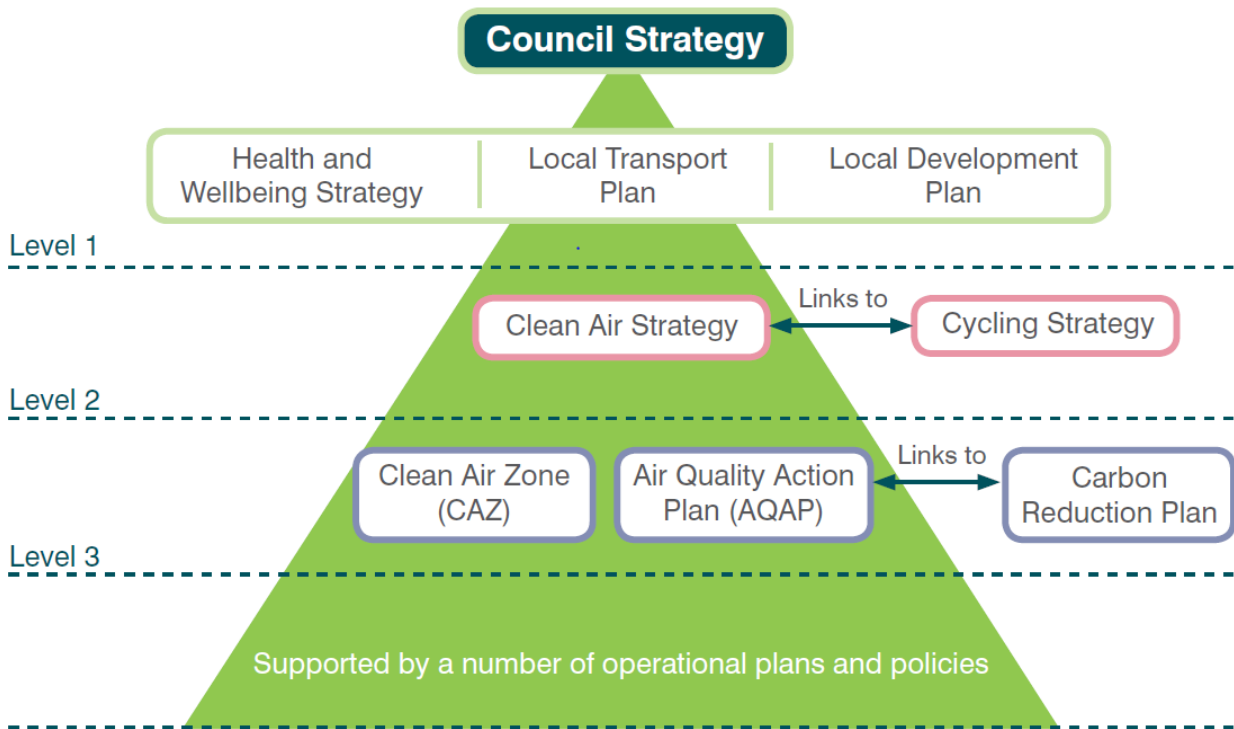 Council Strategy
Health and
Wellbeing Strategy
Local Transport
Plan
Local Development
Plan
Level 1
Clean Air Strategy
Links to
Cycling Strategy
Level 2
Clean Air Zone
(CAZ)
Air Quality Action
Plan (AQAP)
Links to
Carbon
Reduction Plan
Level 3
Supported by a number of operational plans and policies